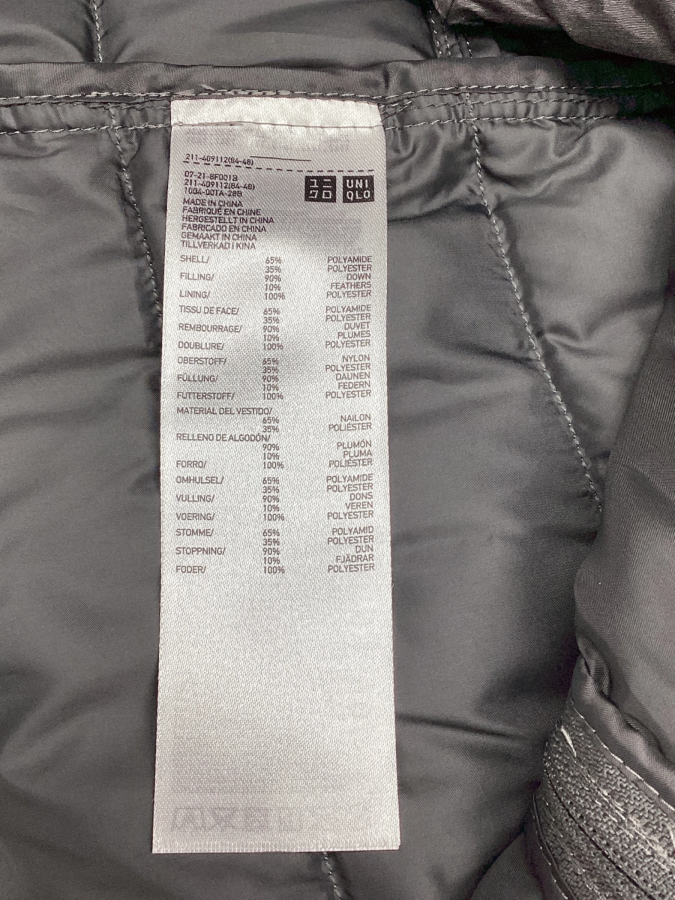 211-409112(84-48)
07-21-8F001B
211-409112(84-48)
1004-00TA-28B
ユニ
クロ
UNI
QLO
MADE IN CHINA
FABRIQUÉ EN CHINE
HERGESTELLT IN CHINA
FABRICADO EN CHINA
GEMAAKT IN CHINA
TILLVERKAD I KINA
SHELL/ 65% POLYAMIDE
35% POLYESTER
FILLING/ 90% DOWN
10% FEATHERS
LINING/ 100% POLYESTER
TISSU DE FACE/ 65% POLYAMIDE
35% POLYESTER
REMBOURRAGE/ 90% DUVET
10% PLUMES
DOUBLURE/ 100% POLYESTER
OBERSTOFF/ 65% NYLON
35% POLYESTER
FÜLLUNG/ 90% DAUNEN
10% FEDERN
FUTTERSTOFF/ 100% POLYESTER
MATERIAL DEL VESTIDO/
65% NAILON
35% POLIÉSTER
RELLENO DE ALGODÓN/
90% PLUMÓN
10% PLUMA
FORRO/ 100% POLIÉSTER
OMHULSEL/ 65% POLYAMIDE
35% POLYESTER
VULLING/ 90% DONS
10% VEREN
VOERING/ 100% POLYESTER
STOMME/ 65% POLYAMID
35% POLYESTER
STOPPNING/ 90% DUN
10% FJÄDRAR
FODER/ 100% POLYESTER